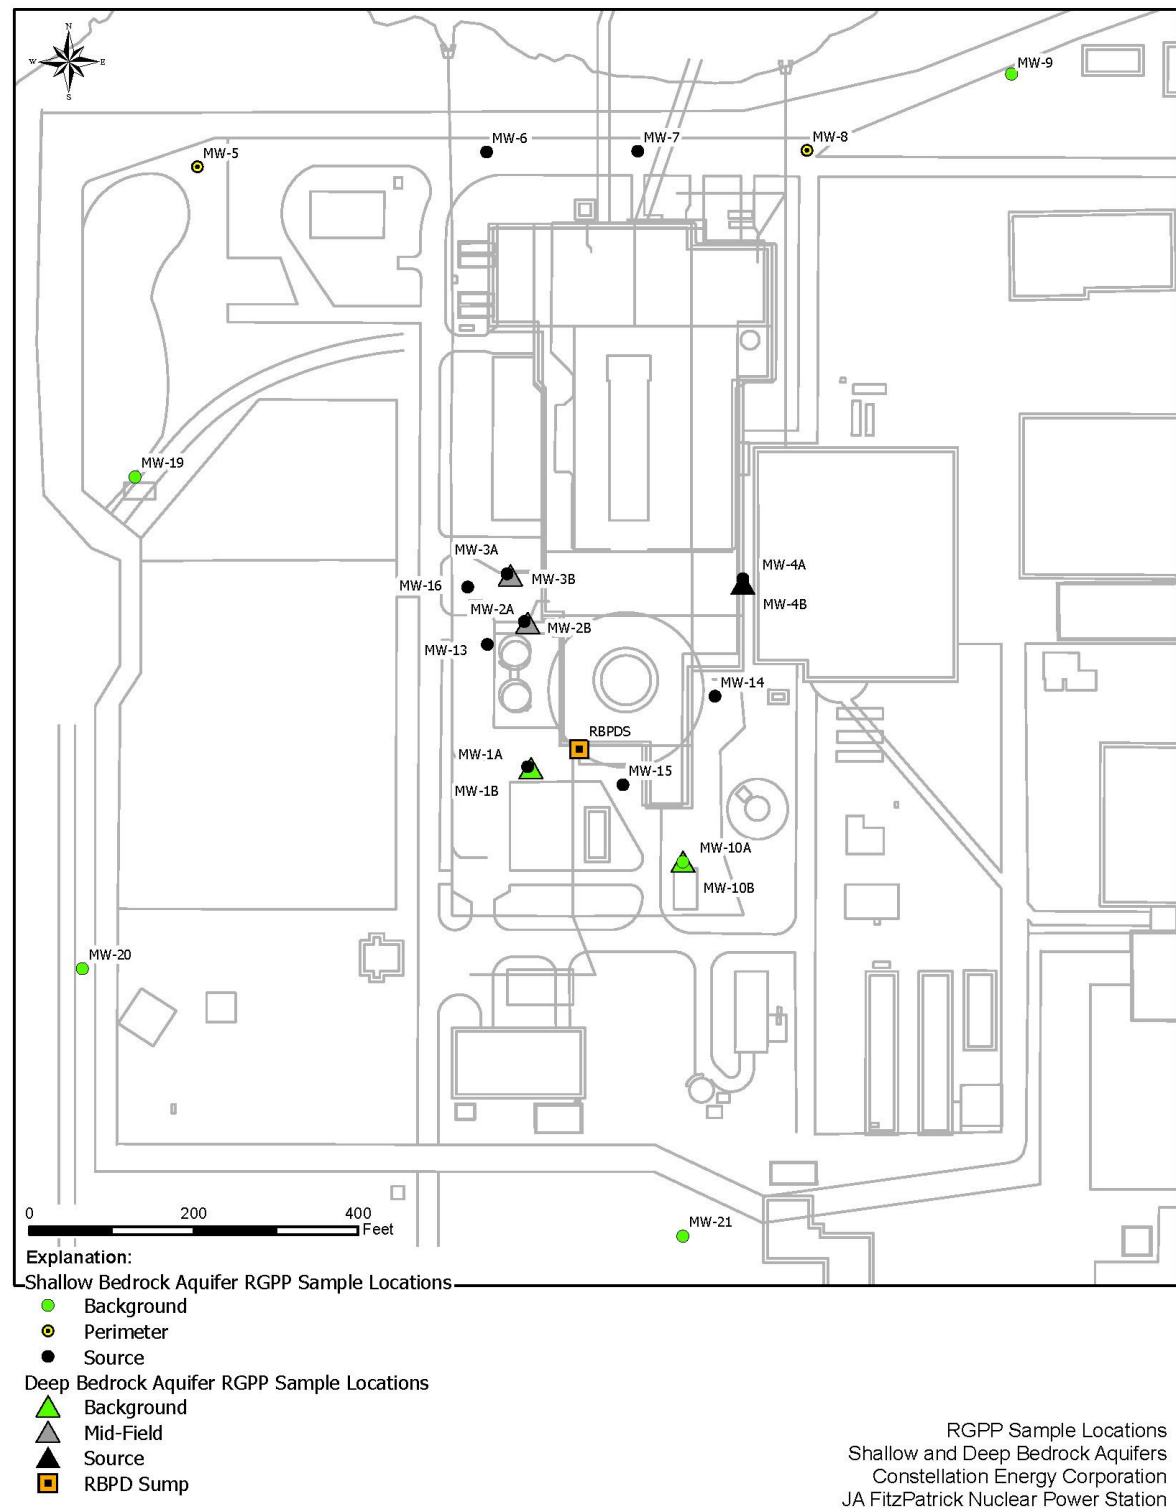 N
W E
S
MW-9
MW-6
MW-7
MW-8
MW-5
MW-19
MW-3A
MW-4A
MW-16
MW-3B
MW-4B
MW-2A
MW-2B
MW-13
MW-14
RBPDS
MW-1A
MW-15
MW-1B
MW-10A
MW-10B
MW-20
MW-21
0 200 400
Feet
Explanation:
Shallow Bedrock Aquifer RGPP Sample Locations
Background
Perimeter
Source
Deep Bedrock Aquifer RGPP Sample Locations
Background
Mid-Field
Source
RBPD Sump
RGPP Sample Locations
Shallow and Deep Bedrock Aquifers
Constellation Energy Corporation
JA FitzPatrick Nuclear Power Station